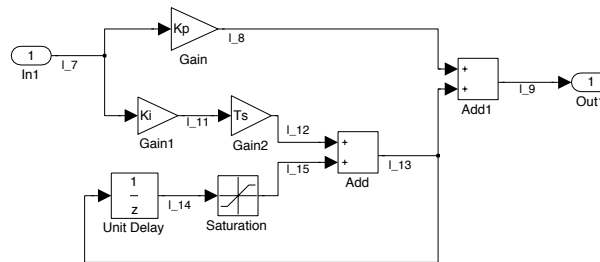 Kp
l_8
Gain
1
In1
l_7
+
+
Add1
l_9
1
Out1
Ki
Gain1
l_11
Ts
Gain2
l_12
+
+
Add
l_13
1
z
Unit Delay
l_14
Saturation
l_15